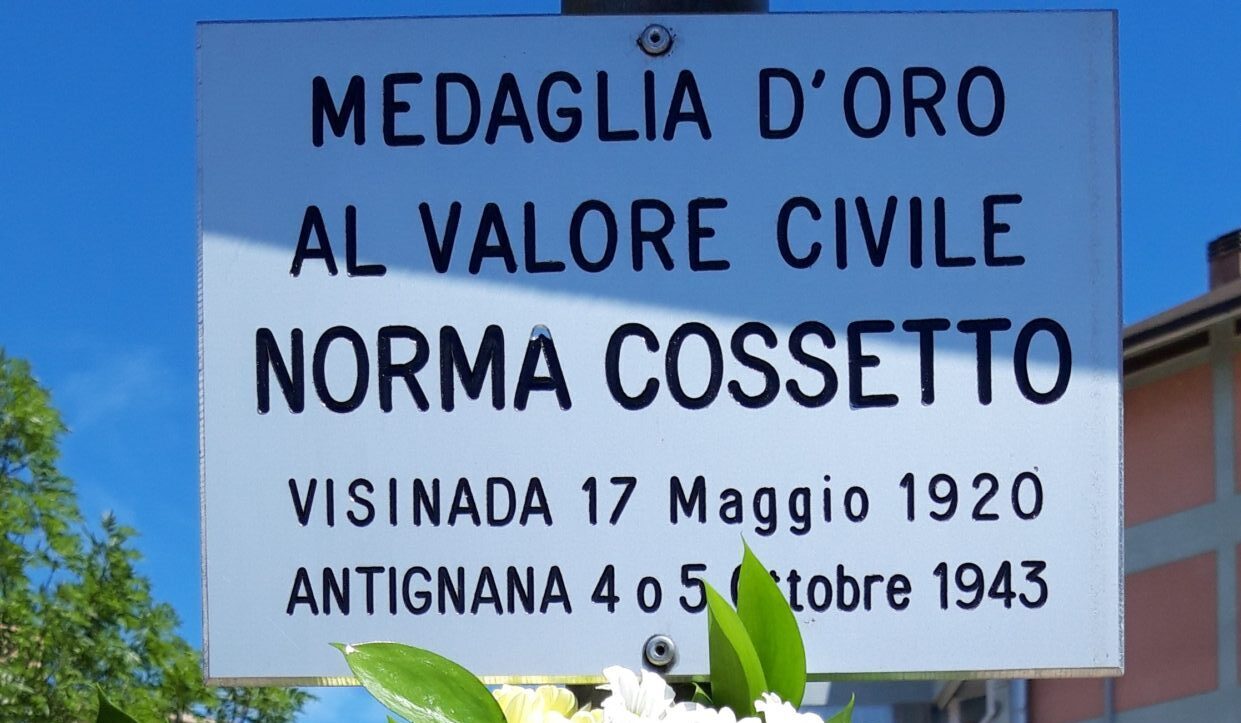 MEDAGLIA D'ORO
AL VALORE CIVILE
NORMA COSSETTO
VISINADA 17 Maggio 1920
ANTIGNANA 4 o 5 Ottobre 1943